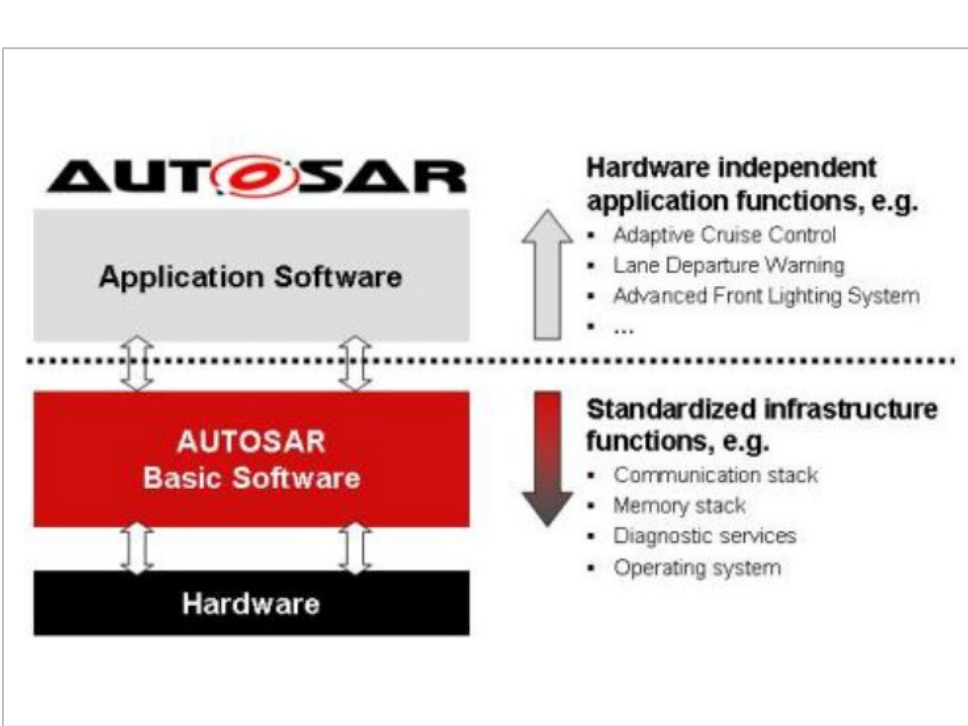 AUTOSAR
Application Software
AUTOSAR
Basic Software
Hardware
Hardware independent
application functions, e.g.
▪ Adaptive Cruise Control
▪ Lane Departure Warning
▪ Advanced Front Lighting System
▪ ...
Standardized infrastructure
functions, e.g.
▪ Communication stack
▪ Memory stack
▪ Diagnostic services
▪ Operating system